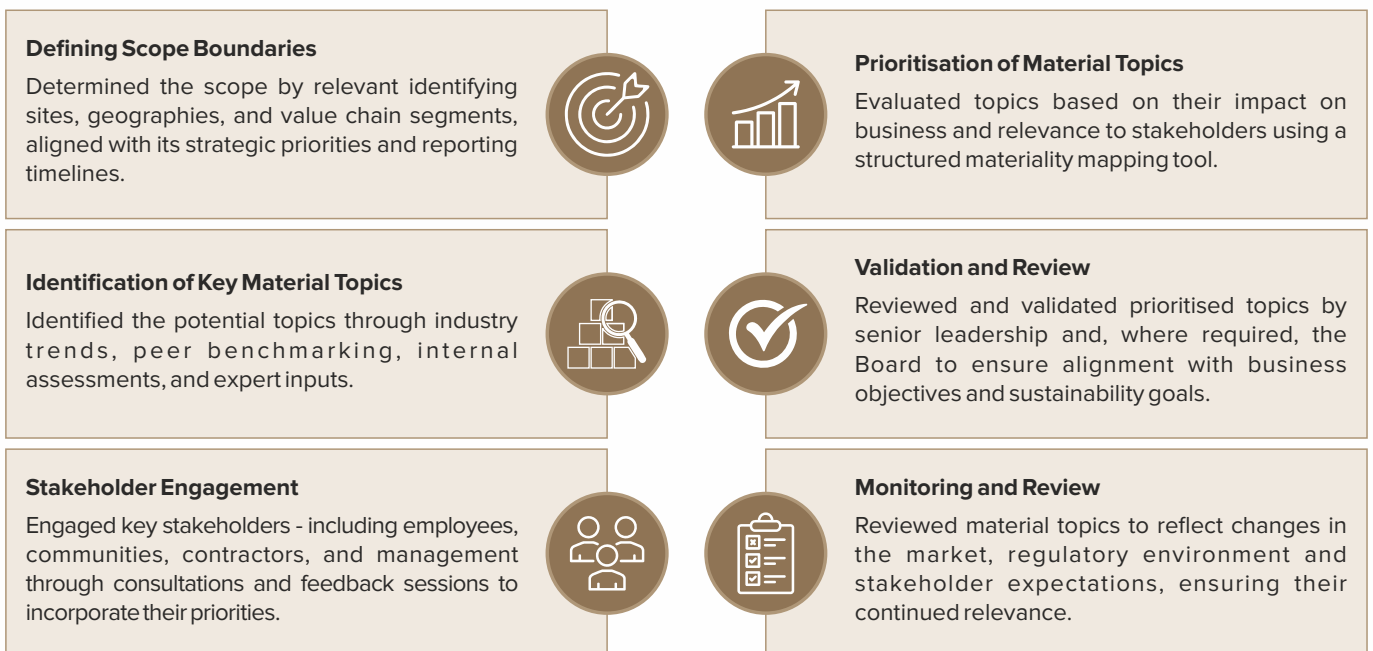 Defining Scope Boundaries
Determined the scope by relevant identifying
sites, geographies, and value chain segments,
aligned with its strategic priorities and reporting
timelines.
Identification of Key Material Topics
Identified the potential topics through industry
trends, peer benchmarking, internal
assessments, and expert inputs.
Stakeholder Engagement
Engaged key stakeholders - including employees,
communities, contractors, and management
through consultations and feedback sessions to
incorporate their priorities.
Prioritisation of Material Topics
Evaluated topics based on their impact on
business and relevance to stakeholders using a
structured materiality mapping tool.
Validation and Review
Reviewed and validated prioritised topics by
senior leadership and, where required, the
Board to ensure alignment with business
objectives and sustainability goals.
Monitoring and Review
Reviewed material topics to reflect changes in
the market, regulatory environment and
stakeholder expectations, ensuring their
continued relevance.